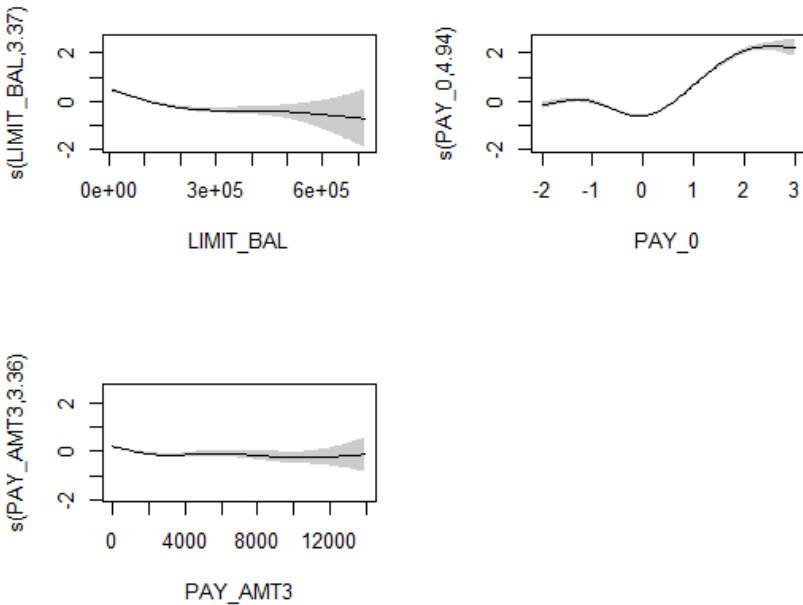 s(LIMIT_BAL,3.37)
2
0
-2
0e+00 3e+05 6e+05
LIMIT_BAL
s(PAY_0,4.94)
2
0
-2
-2 -1 0 1 2 3
PAY_0
s(PAY_AMT3,3.36)
2
0
-2
0 4000 8000 12000
PAY_AMT3